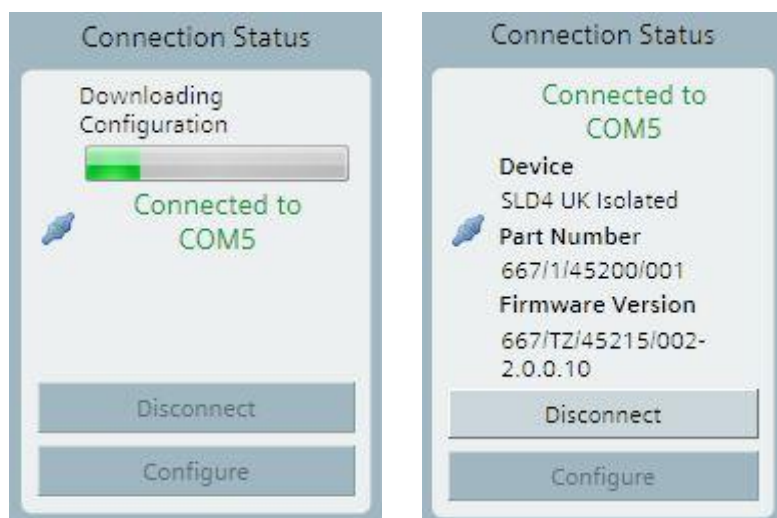 Connection Status
Downloading
Configuration
Connected to
COM5
Disconnect
Configure
Connection Status
Connected to
COM5
Device
SLD4 UK Isolated
Part Number
667/1/45200/001
Firmware Version
667/TZ/45215/002-
2.0.0.10
Disconnect
Configure